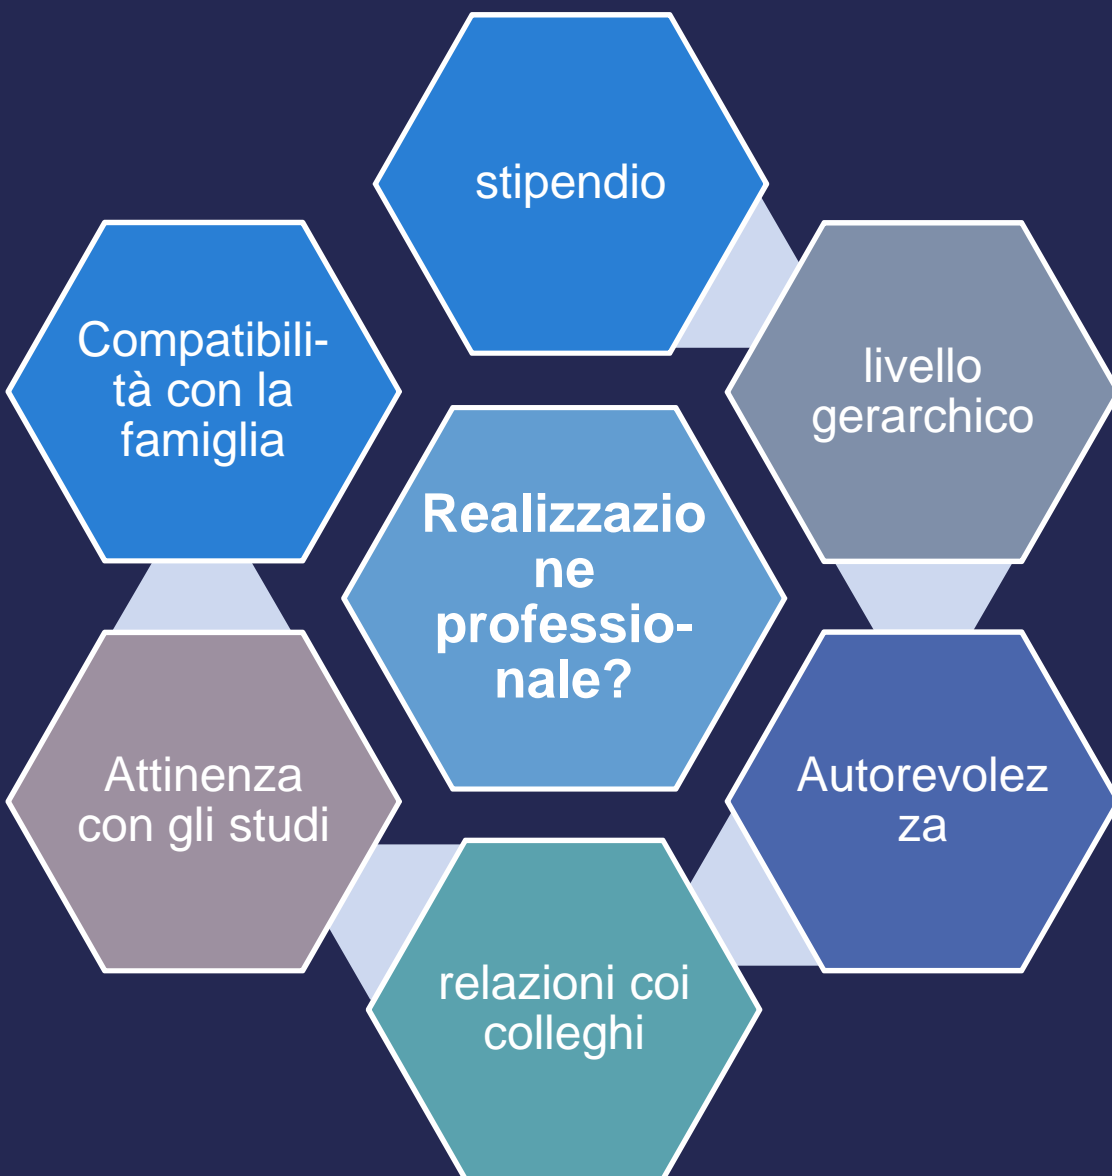 stipendio
livello
gerarchico
Autorevolez
za
relazioni coi
colleghi
Attinenza
con gli studi
Compatibili-
tà con la
famiglia
Realizzazio
ne
professio-
nale?